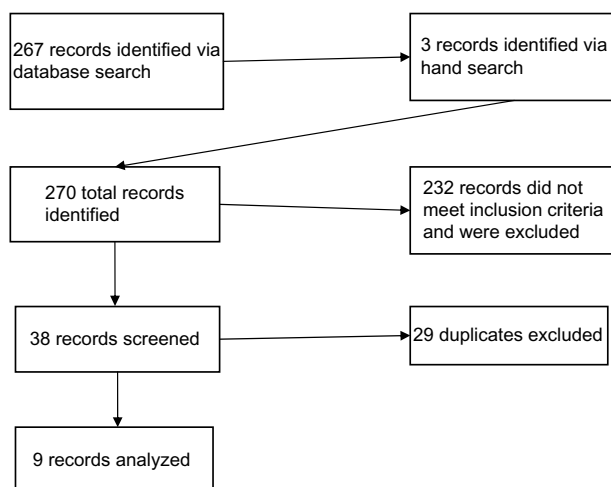 267 records identified via
database search
3 records identified via
hand search
270 total records
identified
232 records did not
meet inclusion criteria
and were excluded
38 records screened
29 duplicates excluded
9 records analyzed